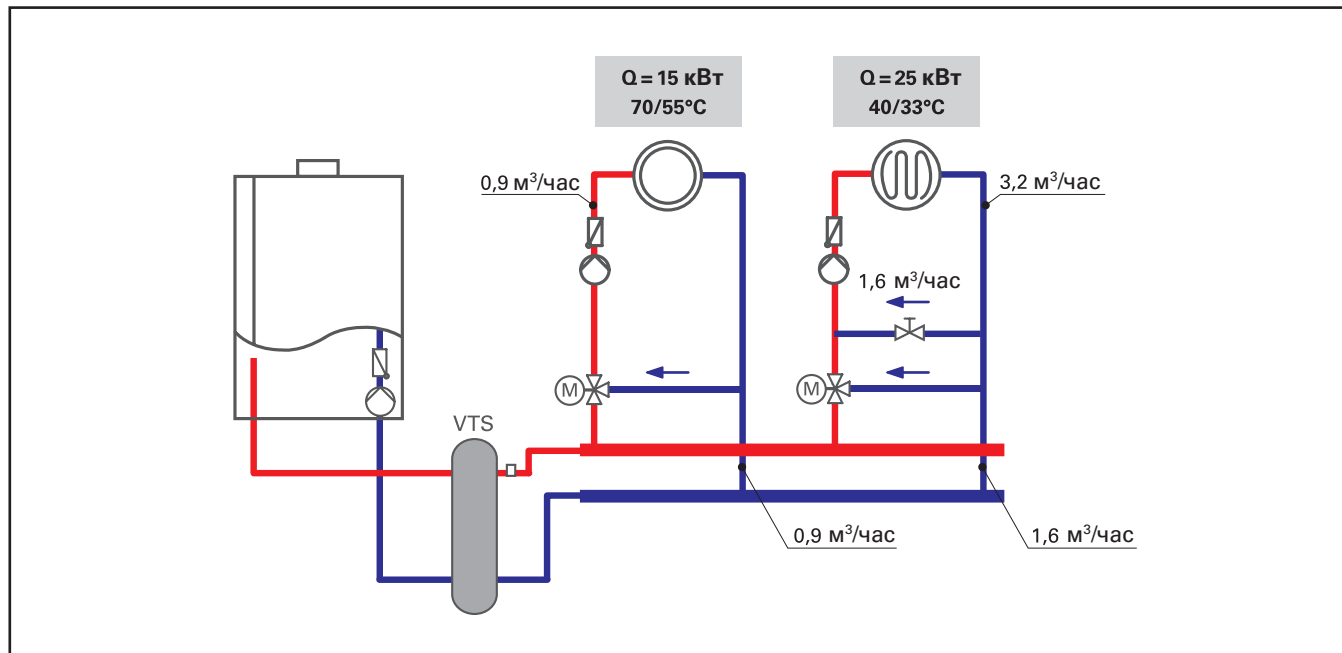 Q = 15 кВт
70/55°C
Q = 25 кВт
40/33°C
0,9 м³/час
3,2 м³/час
1,6 м³/час
M
M
VTS
0,9 м³/час
1,6 м³/час